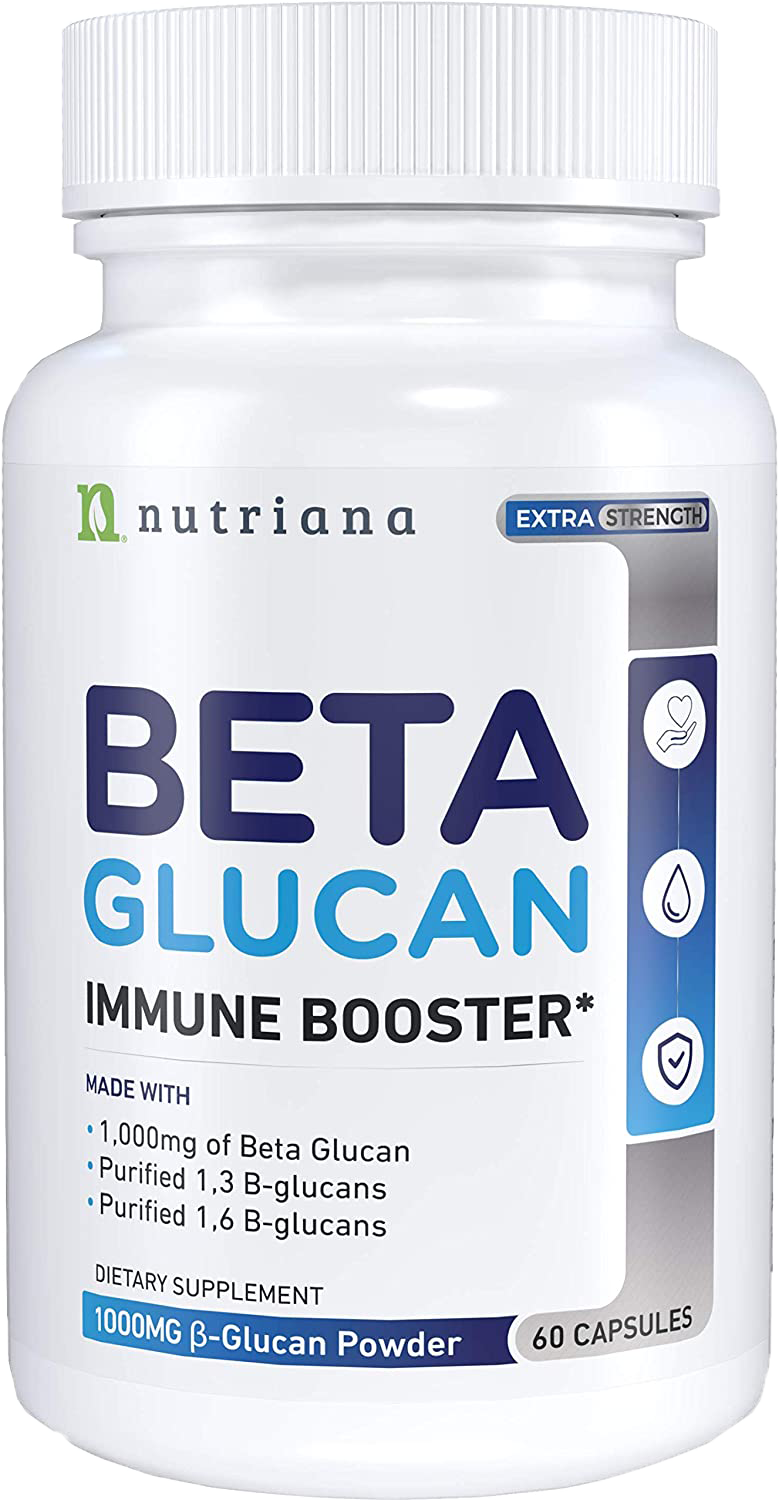 n® nutriana
EXTRA STRENGTH
BETA
GLUCAN
IMMUNE BOOSTER*
MADE WITH
• 1,000mg of Beta Glucan
• Purified 1,3 B-glucans
• Purified 1,6 B-glucans
DIETARY SUPPLEMENT
1000MG β-Glucan Powder
60 CAPSULES